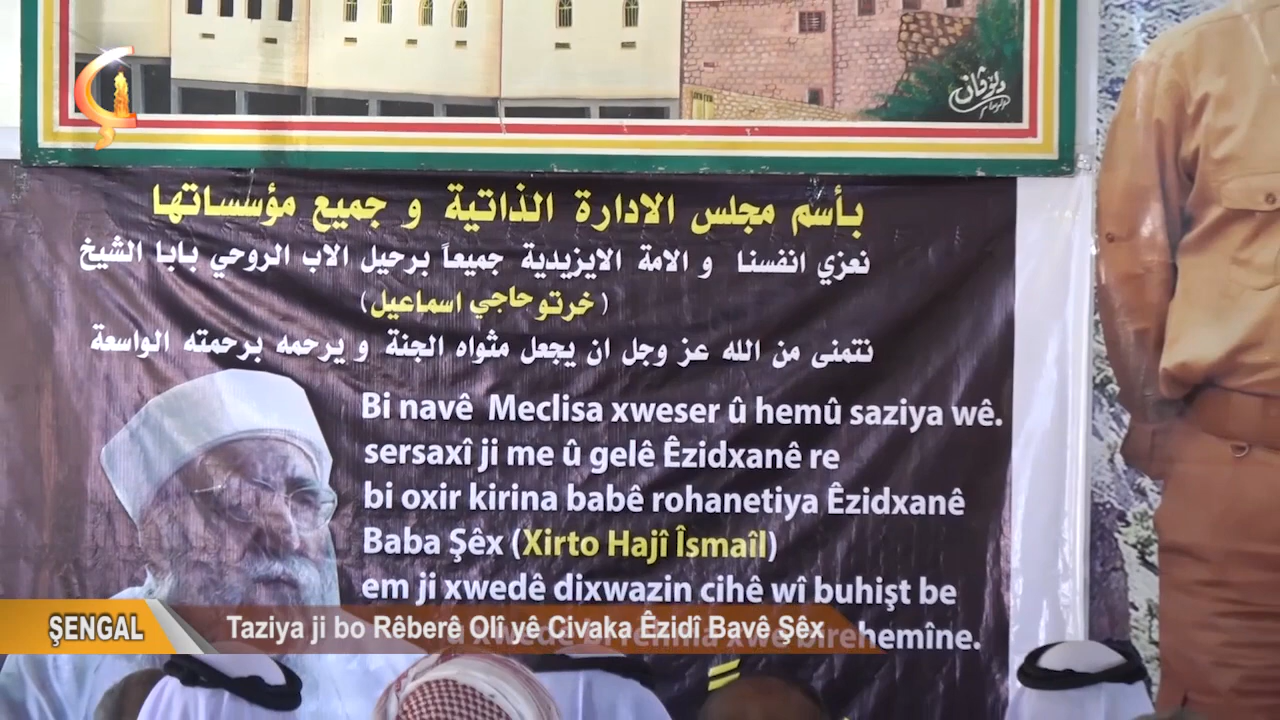 دلۆڤان
بأسم مجلس الادارة الذاتية و جميع مؤسساتها
نعزي انفسنا و الامة الايزيدية جميعاً برحيل الاب الروحي بابا الشيخ
( خرتو حاجي اسماعيل )
نتمنى من الله عز وجل ان يجعل مثواه الجنة و يرحمه برحمته الواسعة
Bi navê Meclisa xweser û hemû saziya wê.
sersaxî ji me û gelê Êzidxanê re
bi oxir kirina babê rohanetiya Êzidxanê
Baba Şêx (Xirto Hajî Îsmaîl)
em ji xwedê dixwazin cihê wî buhişt be
birehemîne.
ŞENGAL
Taziya ji bo Rêberê Olî yê Civaka Êzidî Bavê Şêx